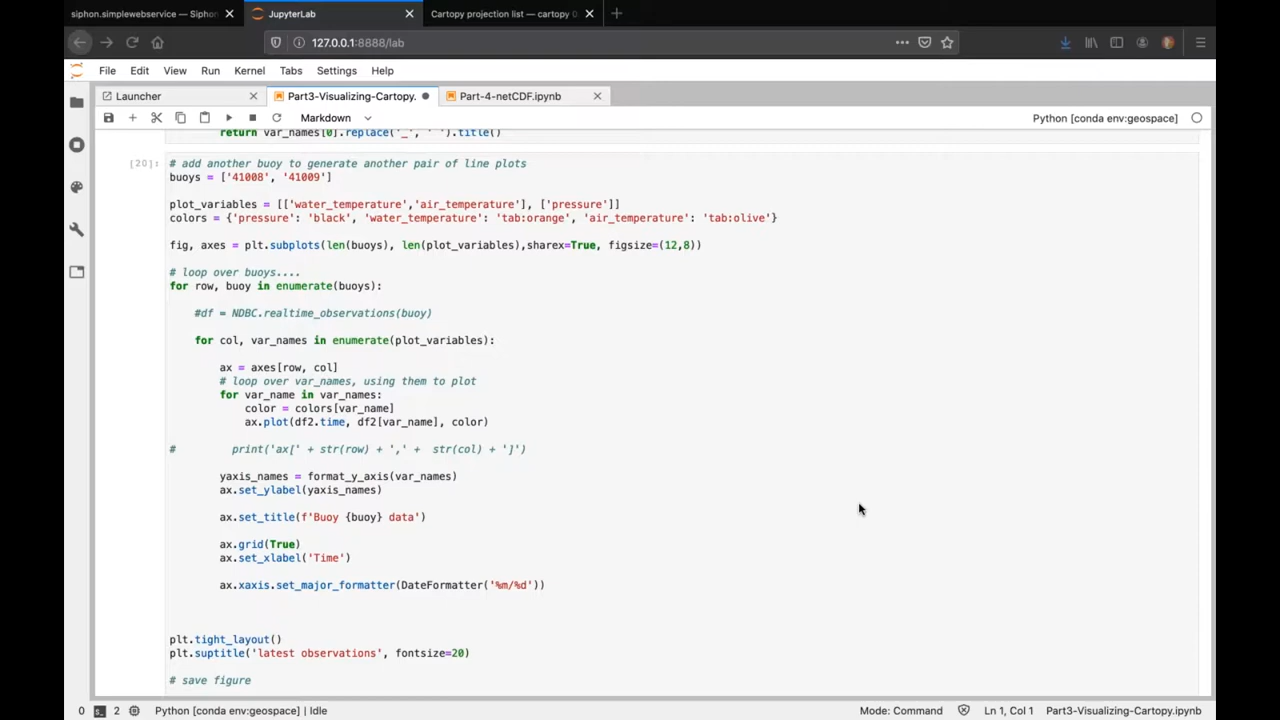 siphon.simplewebservice — Siphon
JupyterLab
Cartopy projection list — cartopy 0
127.0.0.1:8888/lab
File Edit View Run Kernel Tabs Settings Help
Launcher
Part3-Visualizing-Cartopy.
Part-4-netCDF.ipynb
Markdown
Python [conda env:geospace]
return var_names[0].replace('_', ' ').title()
[20]:
# add another buoy to generate another pair of line plots
buoys = ['41008', '41009']
plot_variables = [['water_temperature','air_temperature'], ['pressure']]
colors = {'pressure': 'black', 'water_temperature': 'tab:orange', 'air_temperature': 'tab:olive'}
fig, axes = plt.subplots(len(buoys), len(plot_variables),sharex=True, figsize=(12,8))
# loop over buoys....
for row, buoy in enumerate(buoys):
#df = NDBC.realtime_observations(buoy)
for col, var_names in enumerate(plot_variables):
ax = axes[row, col]
# loop over var_names, using them to plot
for var_name in var_names:
color = colors[var_name]
ax.plot(df2.time, df2[var_name], color)
# print('ax[' + str(row) + ',' + str(col) + ']')
yaxis_names = format_y_axis(var_names)
ax.set_ylabel(yaxis_names)
ax.set_title(f'Buoy {buoy} data')
ax.grid(True)
ax.set_xlabel('Time')
ax.xaxis.set_major_formatter(DateFormatter('%m/%d'))
plt.tight_layout()
plt.suptitle('latest observations', fontsize=20)
# save figure
0 2 Python [conda env:geospace] | Idle Mode: Command Ln 1, Col 1 Part3-Visualizing-Cartopy.ipynb